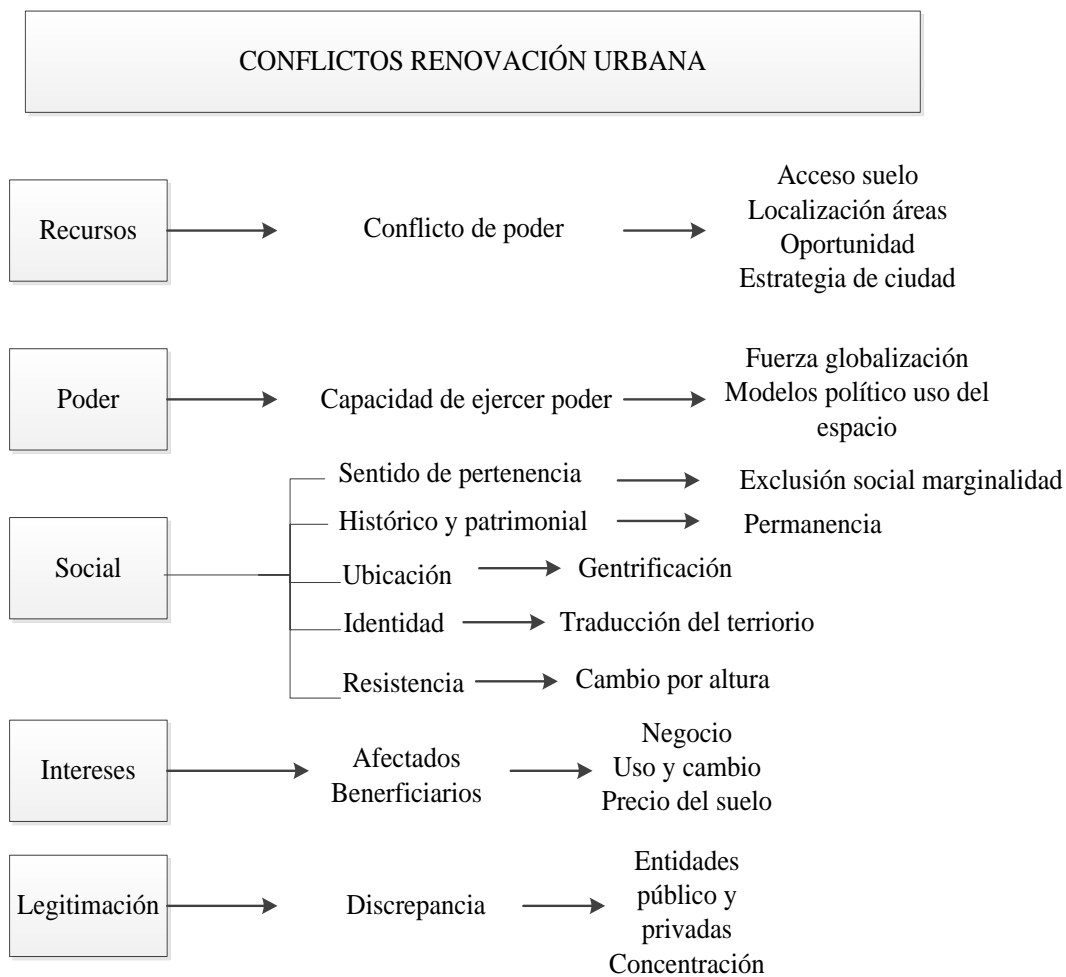 CONFLICTOS RENOVACIÓN URBANA
Recursos
Conflicto de poder
Acceso suelo
Localización áreas
Oportunidad
Estrategia de ciudad
Poder
Capacidad de ejercer poder
Fuerza globalización
Modelos político uso del
espacio
Social
Sentido de pertenencia
Exclusión social marginalidad
Histórico y patrimonial
Permanencia
Ubicación
Gentrificación
Identidad
Traducción del terriorio
Resistencia
Cambio por altura
Intereses
Afectados
Benerficiarios
Negocio
Uso y cambio
Precio del suelo
Legitimación
Discrepancia
Entidades
público y
privadas
Concentración